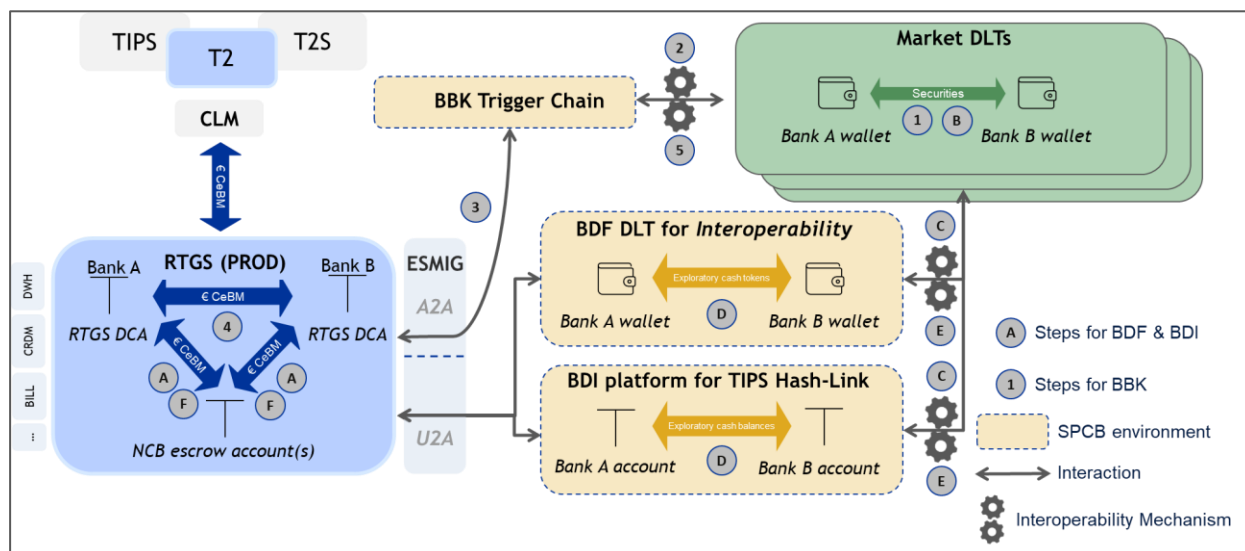 TIPS
T2S
T2
CLM
€ CeBM
2
BBK Trigger Chain
5
3
Market DLTs
Securities
1
B
Bank A wallet
Bank B wallet
DWH
CRDM
BILL
...
RTGS (PROD)
Bank A
Bank B
€ CeBM
4
RTGS DCA
RTGS DCA
€ CeBM
€ CeBM
A
A
F
F
NCB escrow account(s)
ESMIG
A2A
U2A
BDF DLT for Interoperability
Exploratory cash tokens
Bank A wallet
D
Bank B wallet
C
E
BDI platform for TIPS Hash-Link
Exploratory cash balances
Bank A account
D
Bank B account
C
E
A
Steps for BDF & BDI
1
Steps for BBK
SPCB environment
Interaction
Interoperability Mechanism